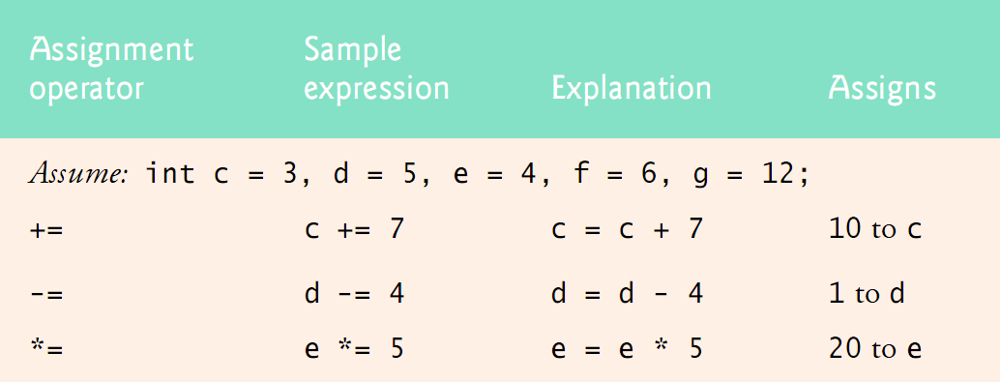 Assignment operator Sample expression Explanation Assigns
Assume: int c = 3, d = 5, e = 4, f = 6, g = 12;
+= c += 7 c = c + 7 10 to c
-= d -= 4 d = d - 4 1 to d
*= e *= 5 e = e * 5 20 to e